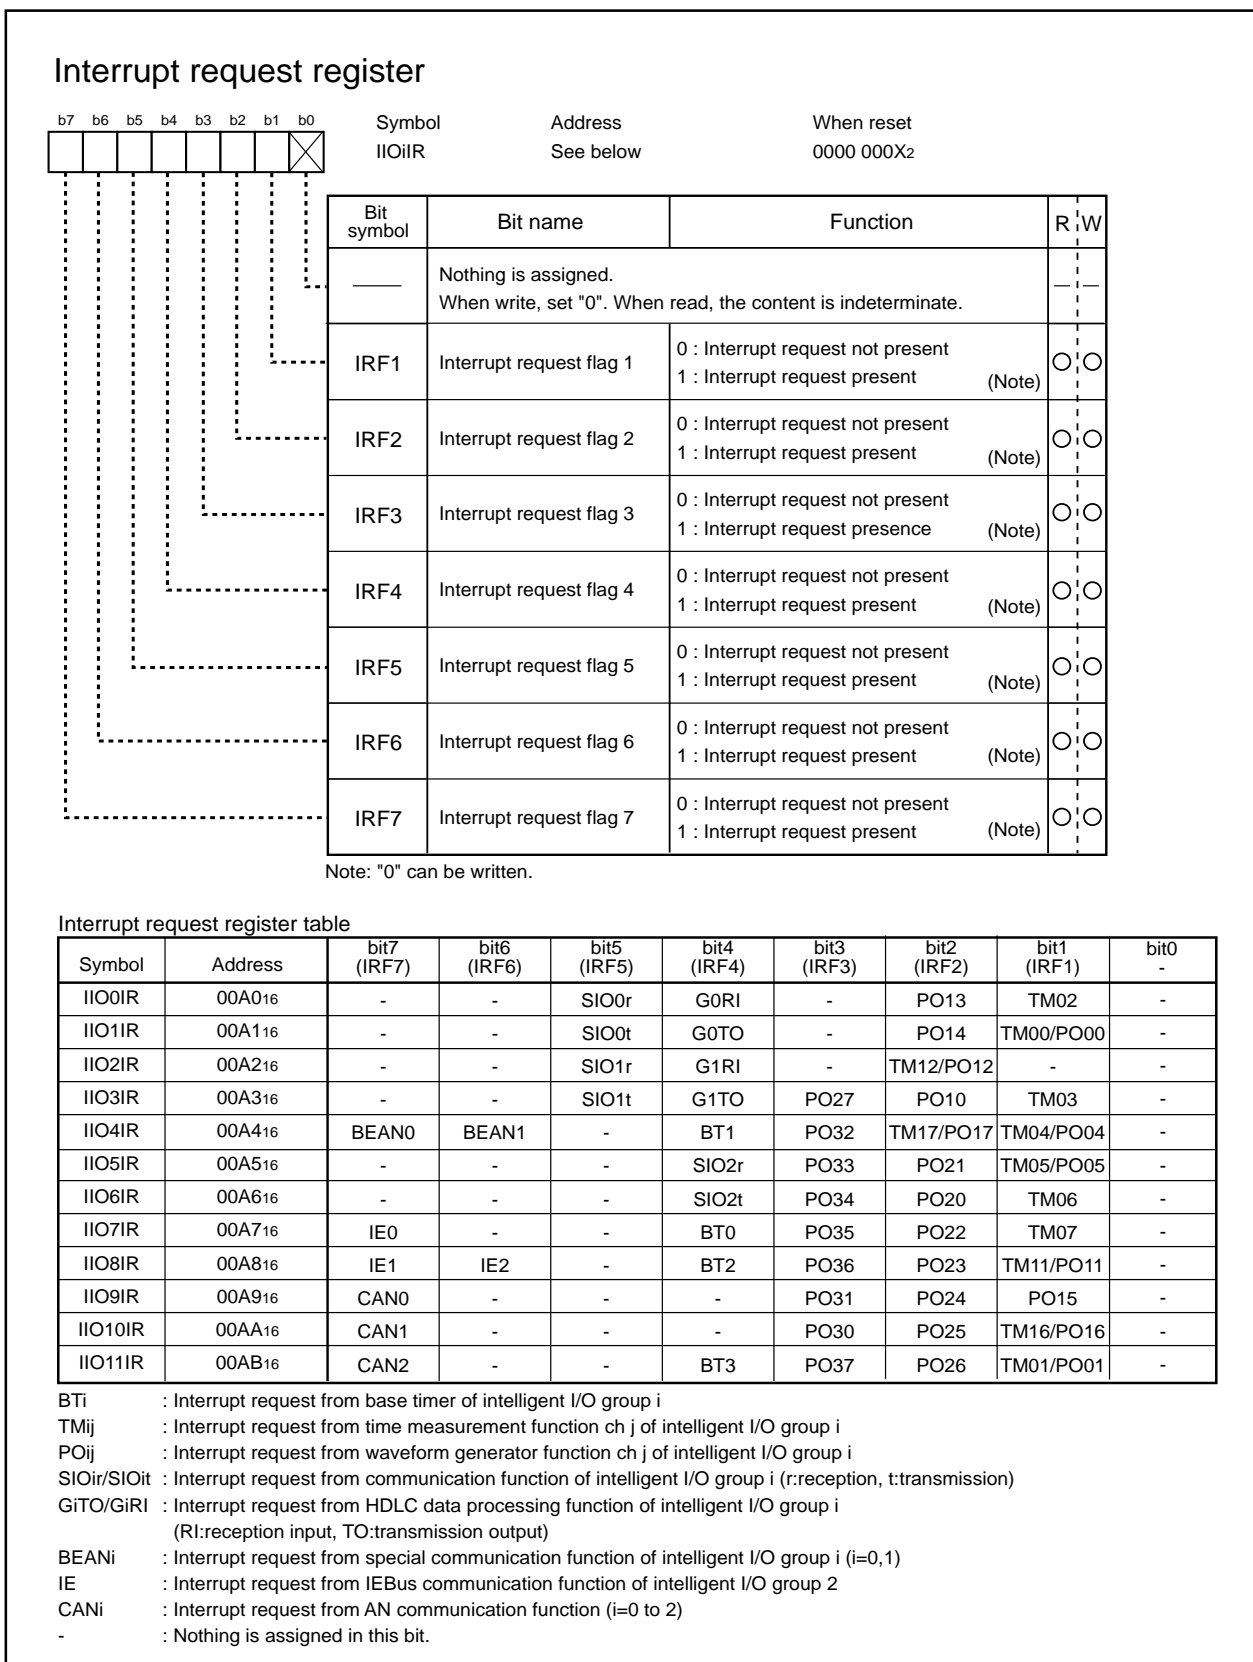 Interrupt request register
b7 b6 b5 b4 b3 b2 b1 b0
Symbol Address When reset
IIOiIR See below 0000 000X2
Bit symbol Bit name Function R W
Nothing is assigned.
When write, set "0". When read, the content is indeterminate.
— —
IRF1 Interrupt request flag 1 0 : Interrupt request not present
1 : Interrupt request present (Note)
IRF2 Interrupt request flag 2 0 : Interrupt request not present
1 : Interrupt request present (Note)
IRF3 Interrupt request flag 3 0 : Interrupt request not present
1 : Interrupt request presence (Note)
IRF4 Interrupt request flag 4 0 : Interrupt request not present
1 : Interrupt request present (Note)
IRF5 Interrupt request flag 5 0 : Interrupt request not present
1 : Interrupt request present (Note)
IRF6 Interrupt request flag 6 0 : Interrupt request not present
1 : Interrupt request present (Note)
IRF7 Interrupt request flag 7 0 : Interrupt request not present
1 : Interrupt request present (Note)
Note: "0" can be written.
Interrupt request register table
Symbol Address bit7 (IRF7) bit6 (IRF6) bit5 (IRF5) bit4 (IRF4) bit3 (IRF3) bit2 (IRF2) bit1 (IRF1) bit0 -
IIO0IR 00A016 - - SIO0r G0RI - PO13 TM02 -
IIO1IR 00A116 - - SIO0t G0TO - PO14 TM00/PO00 -
IIO2IR 00A216 - - SIO1r G1RI - TM12/PO12 - -
IIO3IR 00A316 - - SIO1t G1TO PO27 PO10 TM03 -
IIO4IR 00A416 BEAN0 BEAN1 - BT1 PO32 TM17/PO17 TM04/PO04 -
IIO5IR 00A516 - - - SIO2r PO33 PO21 TM05/PO05 -
IIO6IR 00A616 - - - SIO2t PO34 PO20 TM06 -
IIO7IR 00A716 IE0 - - BT0 PO35 PO22 TM07 -
IIO8IR 00A816 IE1 IE2 - BT2 PO36 PO23 TM11/PO11 -
IIO9IR 00A916 CAN0 - - - PO31 PO24 PO15 -
IIO10IR 00AA16 CAN1 - - - PO30 PO25 TM16/PO16 -
IIO11IR 00AB16 CAN2 - - BT3 PO37 PO26 TM01/PO01 -
BTi : Interrupt request from base timer of intelligent I/O group i
TMij : Interrupt request from time measurement function ch j of intelligent I/O group i
POij : Interrupt request from waveform generator function ch j of intelligent I/O group i
SIOir/SIOit : Interrupt request from communication function of intelligent I/O group i (r:reception, t:transmission)
GiTO/GiRI : Interrupt request from HDLC data processing function of intelligent I/O group i
(RI:reception input, TO:transmission output)
BEANi : Interrupt request from special communication function of intelligent I/O group i (i=0,1)
IE : Interrupt request from IEBus communication function of intelligent I/O group 2
CANi : Interrupt request from AN communication function (i=0 to 2)
- : Nothing is assigned in this bit.